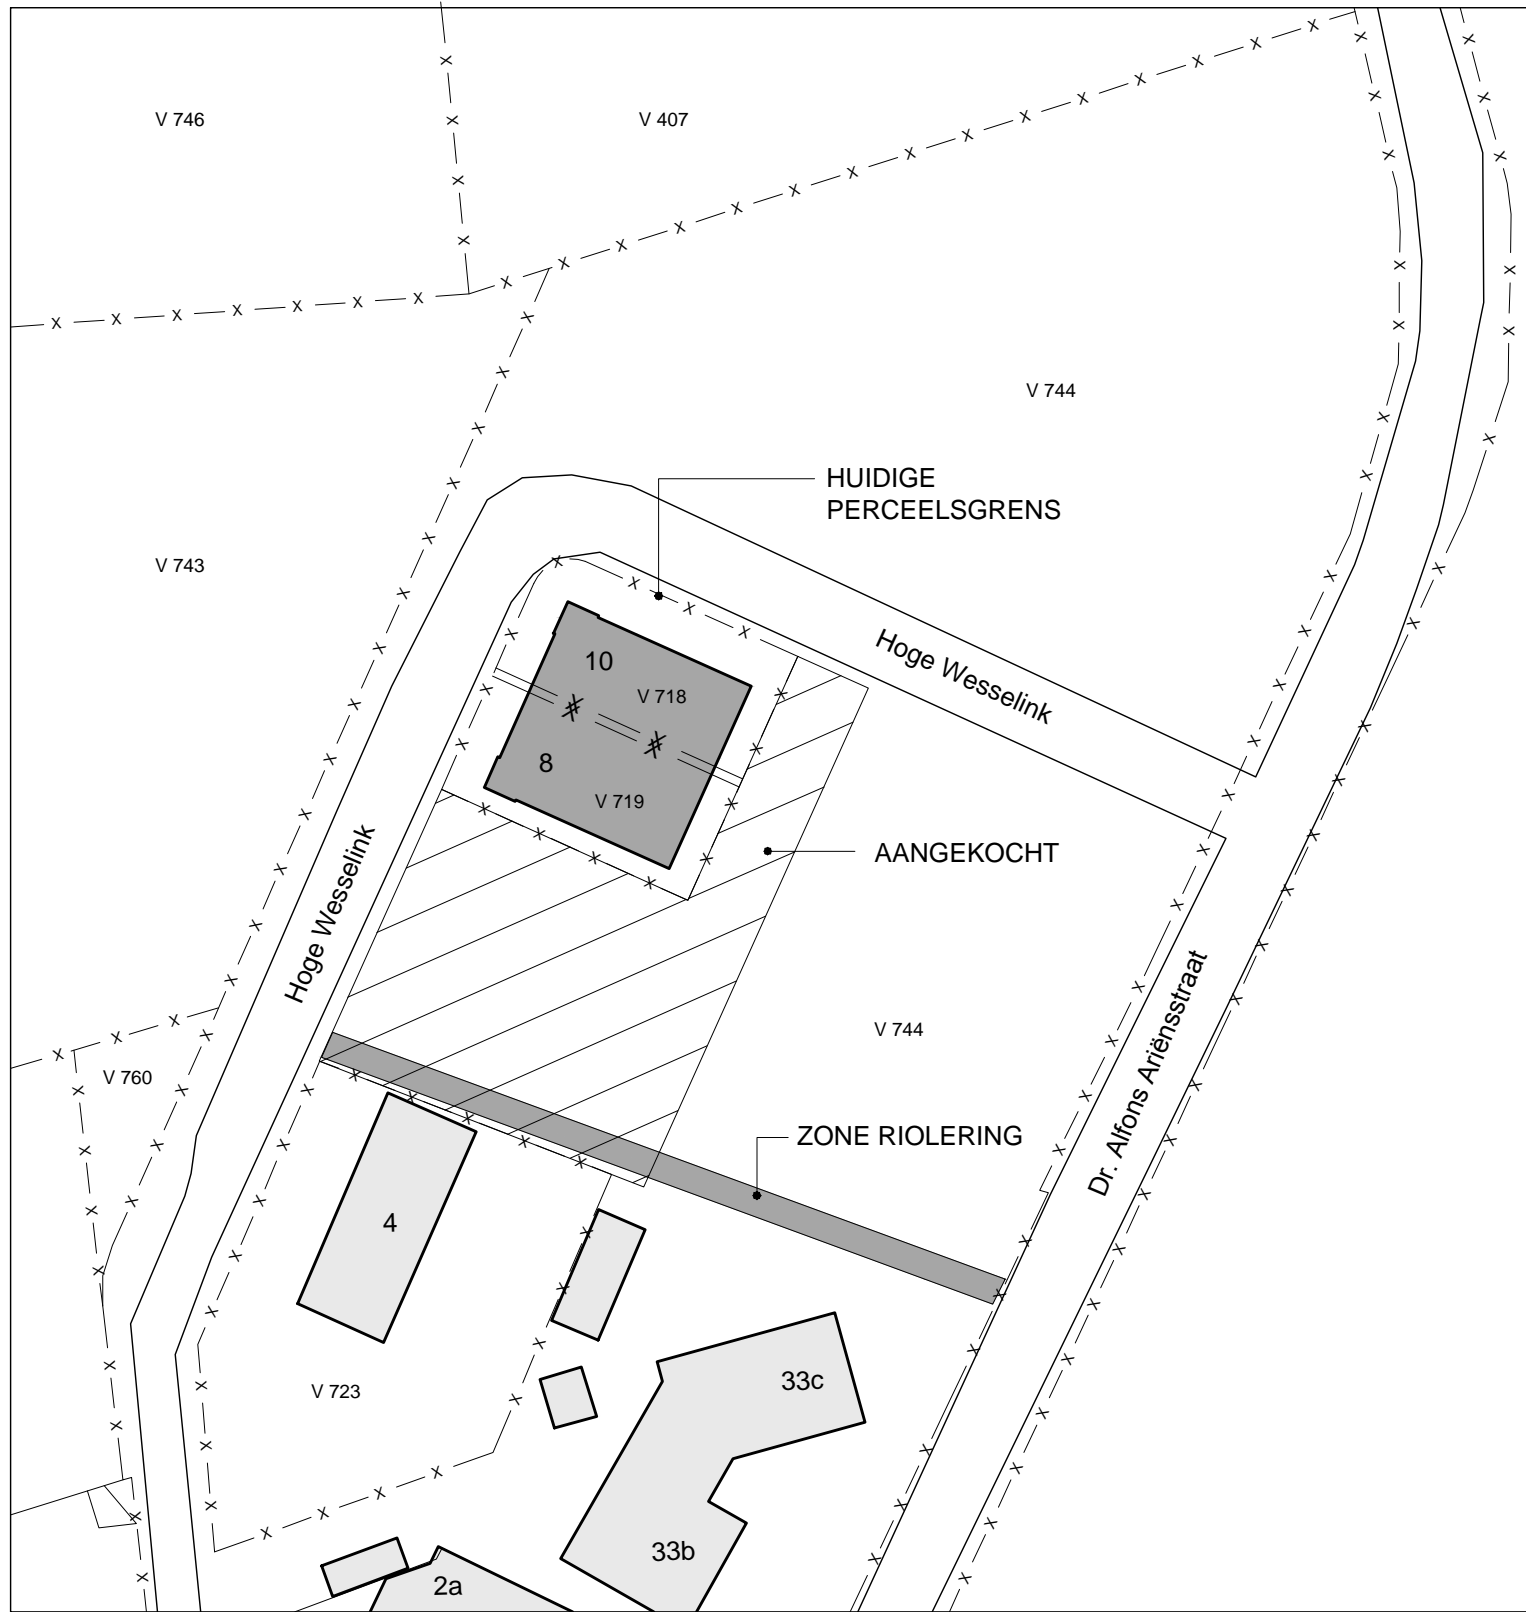 V 746
V 407
V 744
HUIDIGE
PERCEELSGRENS
V 743
Hoge Wesselink
10
V 718
8
V 719
AANGEKOCHT
Hoge Wesselink
V 744
Dr. Alfons Ariënsstraat
V 760
ZONE RIOLERING
4
33c
V 723
33b
2a